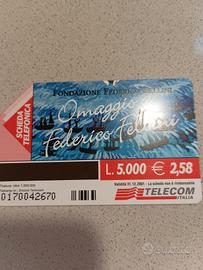 SCHEDA
TELEFONICA
FONDAZIONE FEDERICO FELLINI
Omaggio a
Federico Fellini
L. 5.000 € 2,58
Validità 31.12.2001 - La scheda non è rimborsabile
0170042670
TELECOM
ITALIA
subito